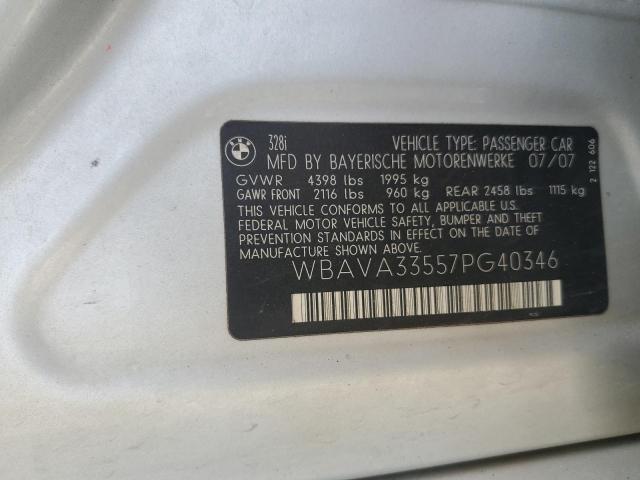 BMW
328i
VEHICLE TYPE: PASSENGER CAR
MFD BY BAYERISCHE MOTORENWERKE 07/07
GVWR 4398 lbs 1995 kg
GAWR FRONT 2116 lbs 960 kg REAR 2458 lbs 1115 kg
THIS VEHICLE CONFORMS TO ALL APPLICABLE U.S.
FEDERAL MOTOR VEHICLE SAFETY, BUMPER AND THEFT
PREVENTION STANDARDS IN EFFECT ON THE DATE OF
MANUFACTURE SHOWN ABOVE.
WBAVA33557PG40346
2 122 606